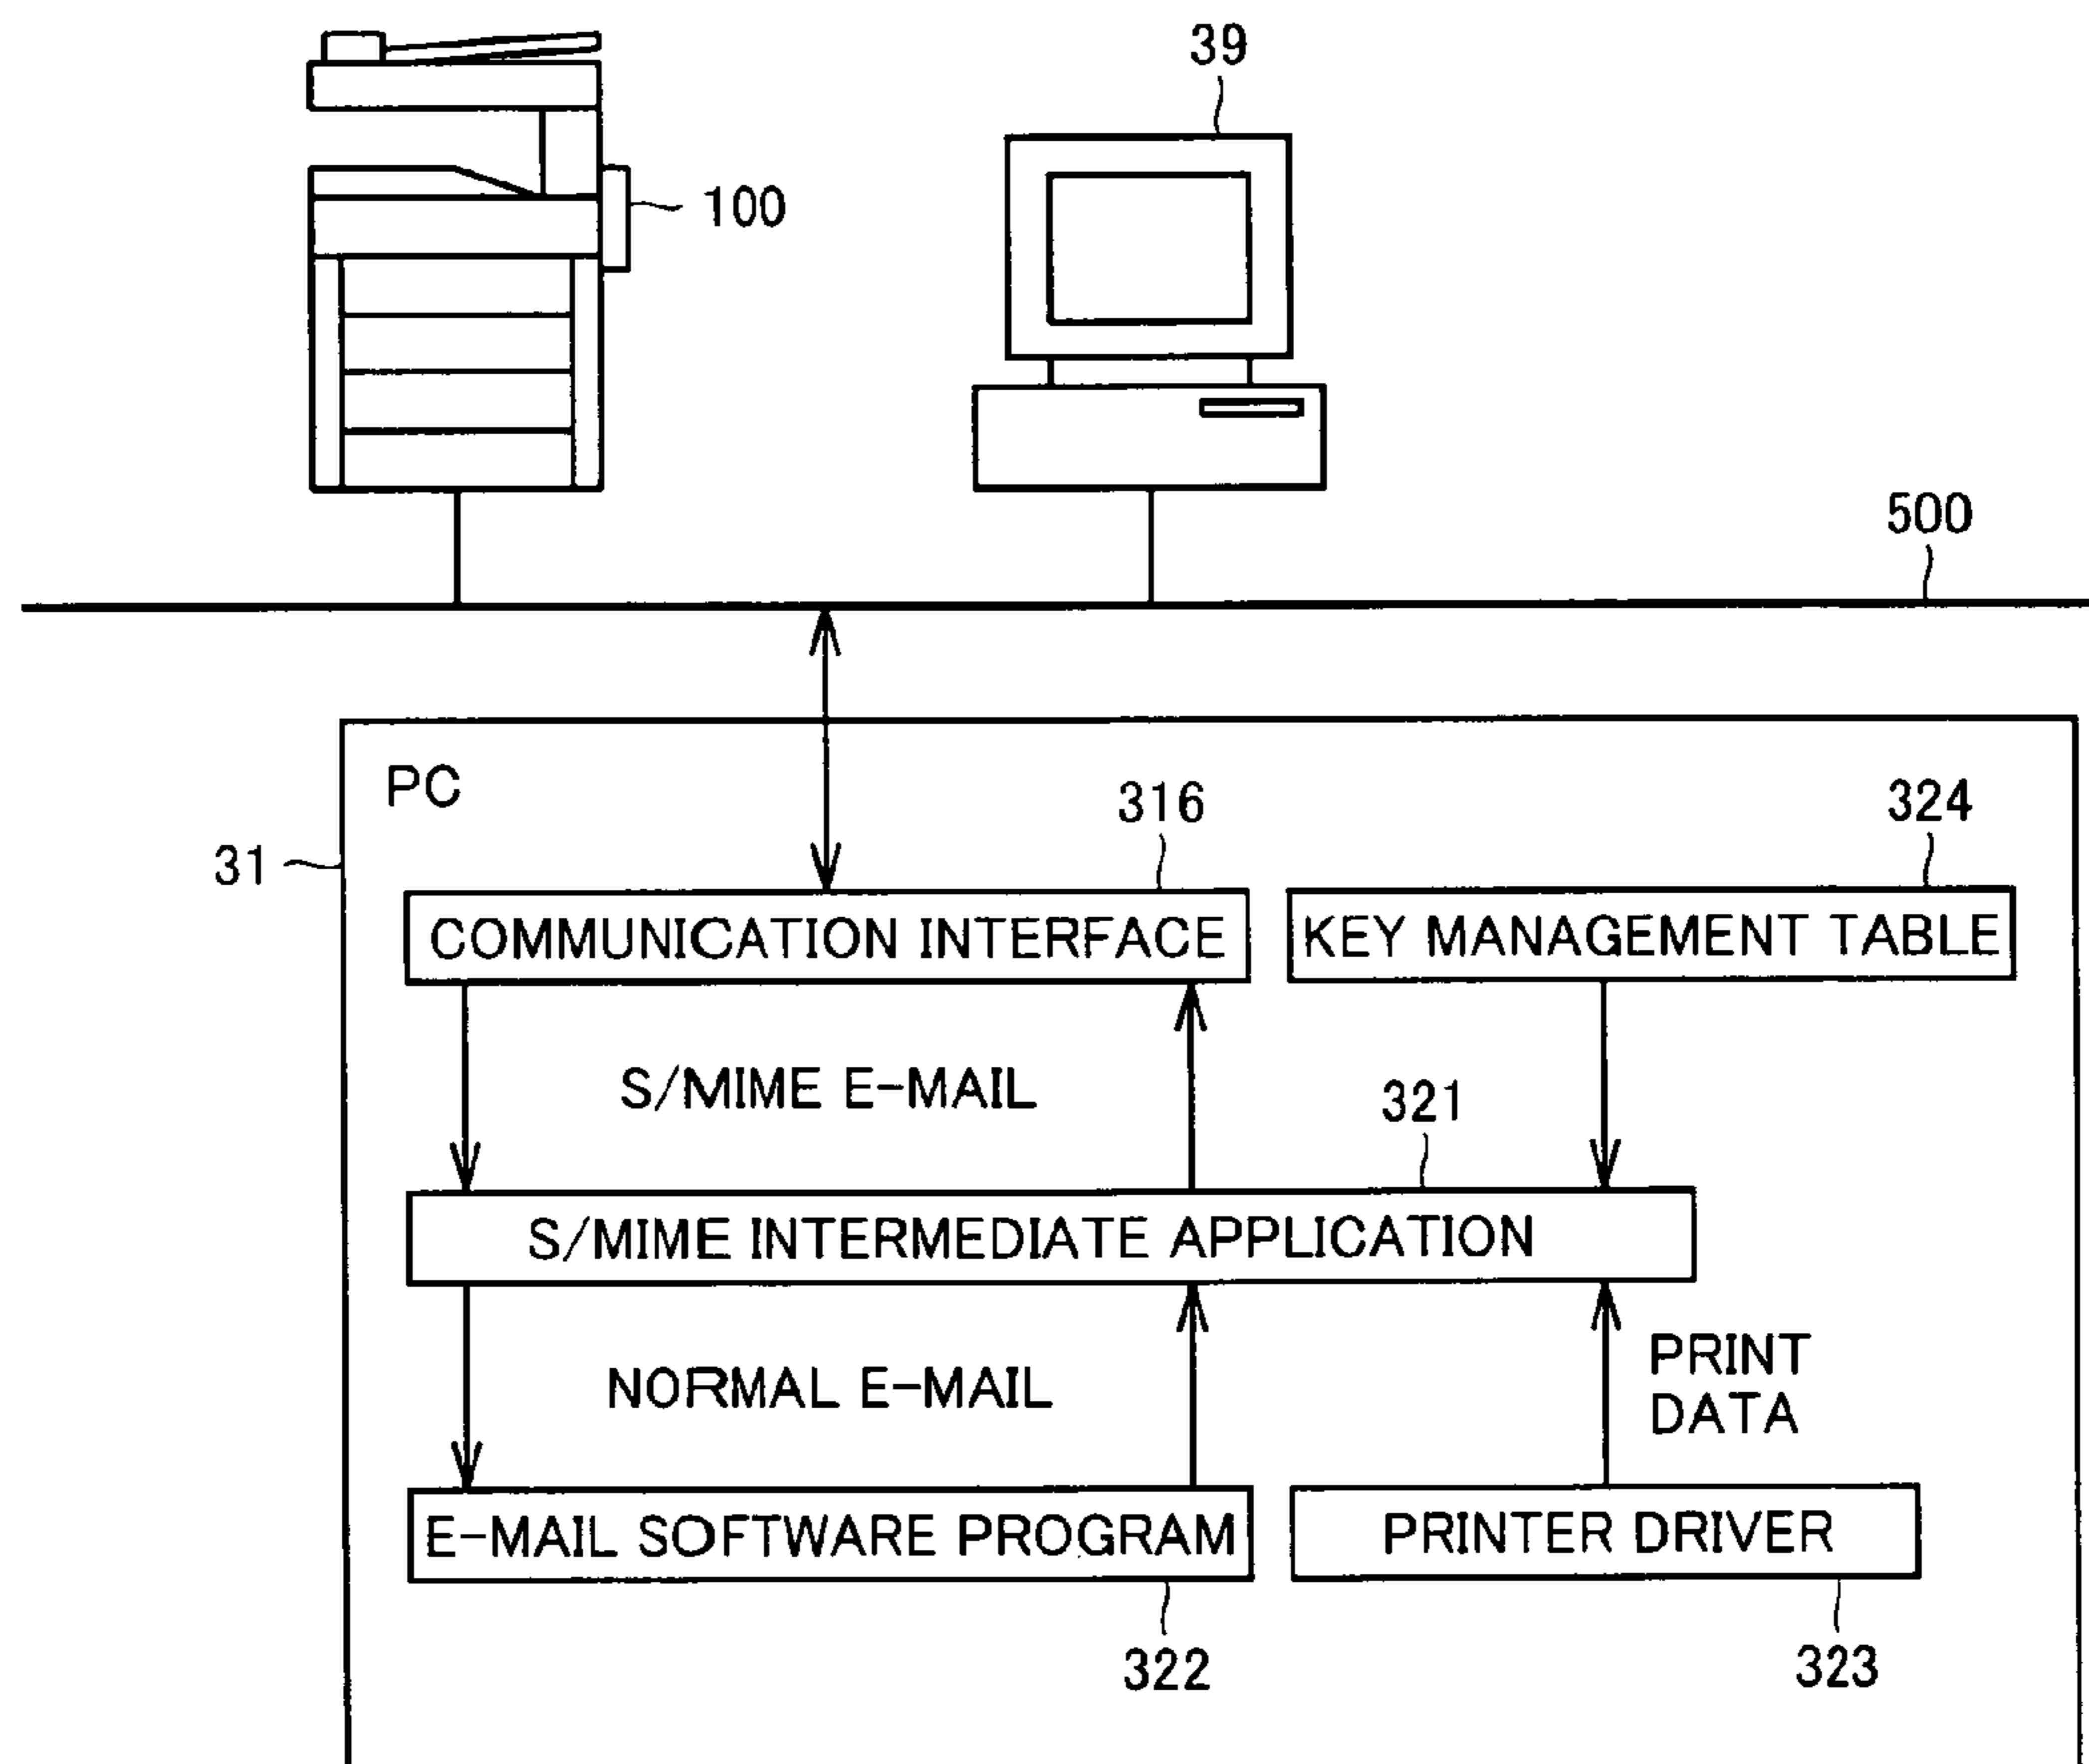 39
100
500
PC
316
324
31
COMMUNICATION INTERFACE
KEY MANAGEMENT TABLE
S/MIME E-MAIL
321
S/MIME INTERMEDIATE APPLICATION
PRINT
DATA
NORMAL E-MAIL
E-MAIL SOFTWARE PROGRAM
PRINTER DRIVER
322
323